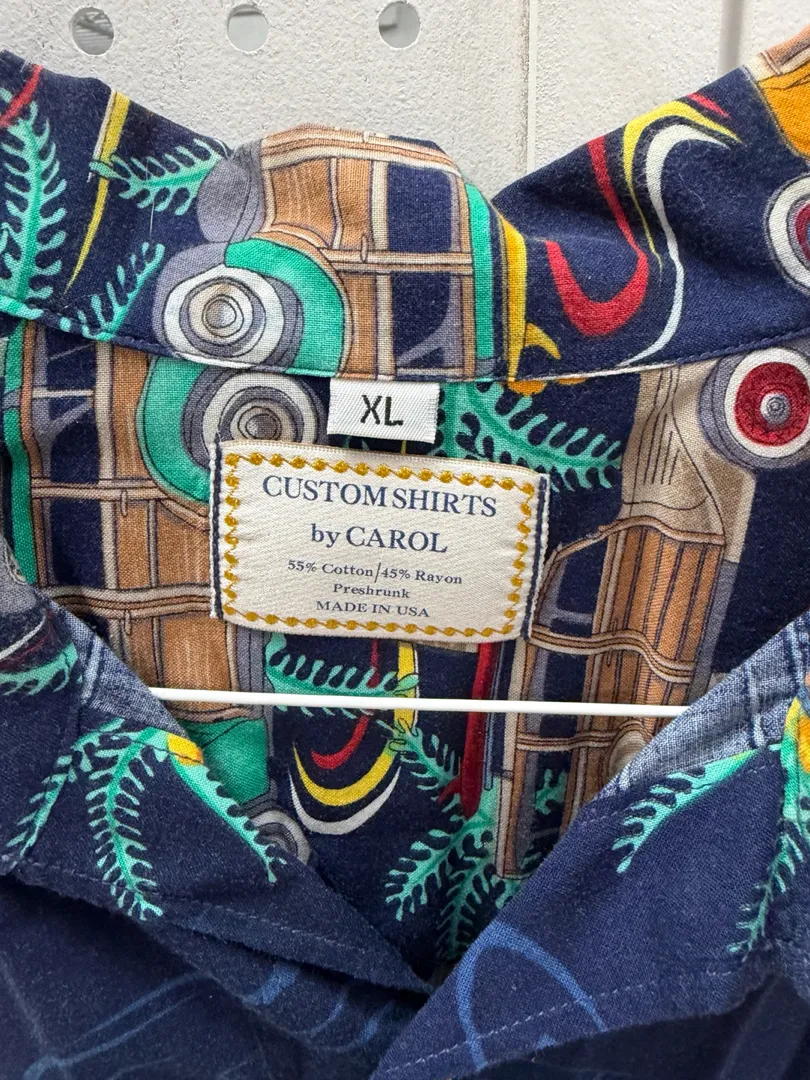 XL
CUSTOM SHIRTS
by CAROL
55% Cotton/45% Rayon
Preshrunk
MADE IN USA